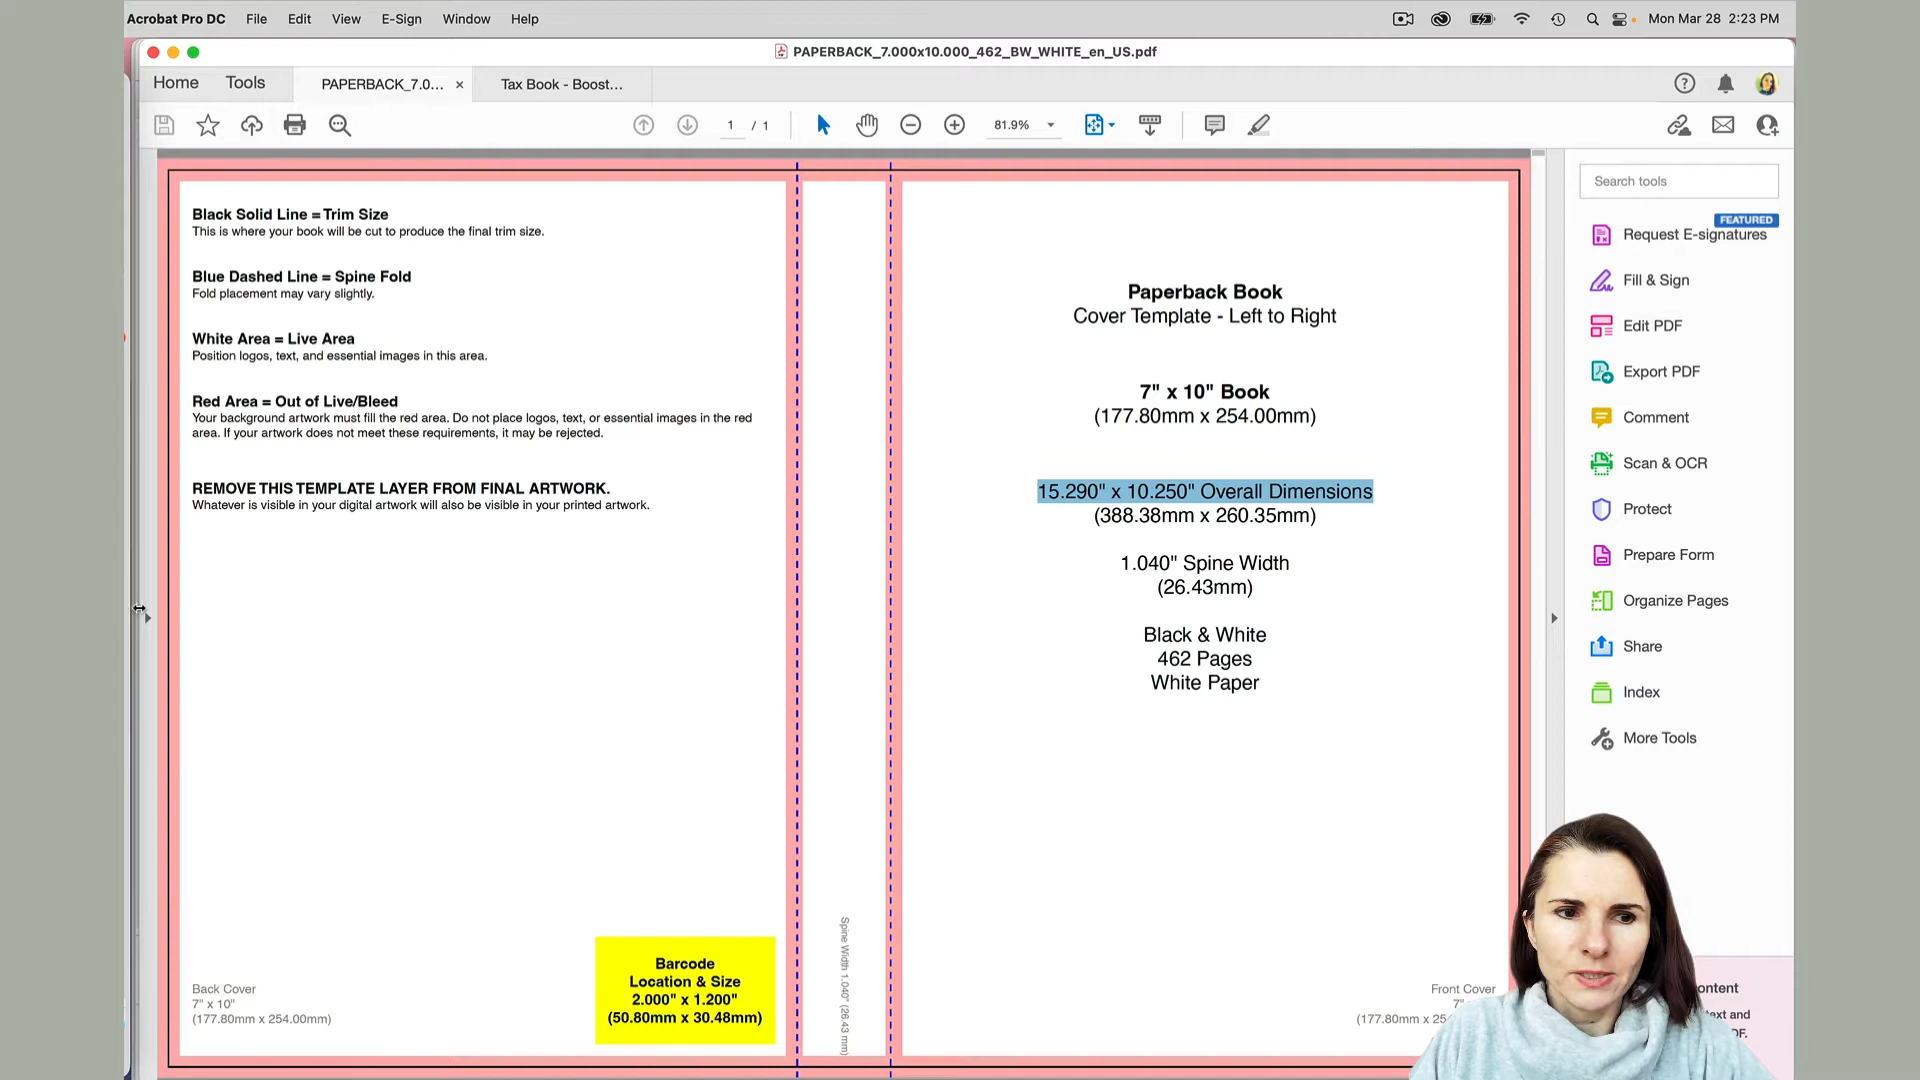 Acrobat Pro DC File Edit View E-Sign Window Help Mon Mar 28 2:23 PM
PAPERBACK_7.000x10.000_462_BW_WHITE_en_US.pdf
Home Tools PAPERBACK_7.0... × Tax Book - Boost...
1 / 1 81.9%
Black Solid Line = Trim Size
This is where your book will be cut to produce the final trim size.
Blue Dashed Line = Spine Fold
Fold placement may vary slightly.
White Area = Live Area
Position logos, text, and essential images in this area.
Red Area = Out of Live/Bleed
Your background artwork must fill the red area. Do not place logos, text, or essential images in the red
area. If your artwork does not meet these requirements, it may be rejected.
REMOVE THIS TEMPLATE LAYER FROM FINAL ARTWORK.
Whatever is visible in your digital artwork will also be visible in your printed artwork.
Back Cover
7" x 10"
(177.80mm x 254.00mm)
Barcode
Location & Size
2.000" x 1.200"
(50.80mm x 30.48mm)
Spine Width 1.040" (26.43 mm)
Paperback Book
Cover Template - Left to Right
7" x 10" Book
(177.80mm x 254.00mm)
15.290" x 10.250" Overall Dimensions
(388.38mm x 260.35mm)
1.040" Spine Width
(26.43mm)
Black & White
462 Pages
White Paper
Front Cover
7"
(177.80mm x 25
Search tools
FEATURED
Request E-signatures
Fill & Sign
Edit PDF
Export PDF
Comment
Scan & OCR
Protect
Prepare Form
Organize Pages
Share
Index
More Tools
ontent
ext and
DF.